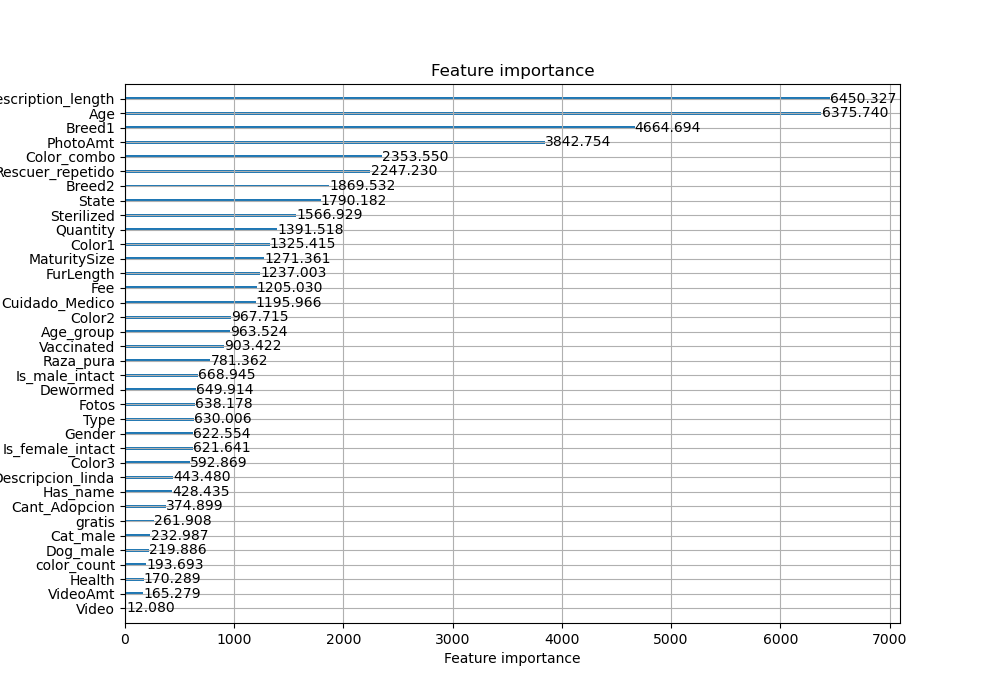 Feature importance
escription_length 6450.327
Age 6375.740
Breed1 4664.694
PhotoAmt 3842.754
Color_combo 2353.550
Rescuer_repetido 2247.230
Breed2 1869.532
State 1790.182
Sterilized 1566.929
Quantity 1391.518
Color1 1325.415
MaturitySize 1271.361
FurLength 1237.003
Fee 1205.030
Cuidado_Medico 1195.966
Color2 967.715
Age_group 963.524
Vaccinated 903.422
Raza_pura 781.362
Is_male_intact 668.945
Dewormed 649.914
Fotos 638.178
Type 630.006
Gender 622.554
Is_female_intact 621.641
Color3 592.869
Descripcion_linda 443.480
Has_name 428.435
Cant_Adopcion 374.899
gratis 261.908
Cat_male 232.987
Dog_male 219.886
color_count 193.693
Health 170.289
VideoAmt 165.279
Video 12.080
0 1000 2000 3000 4000 5000 6000 7000
Feature importance